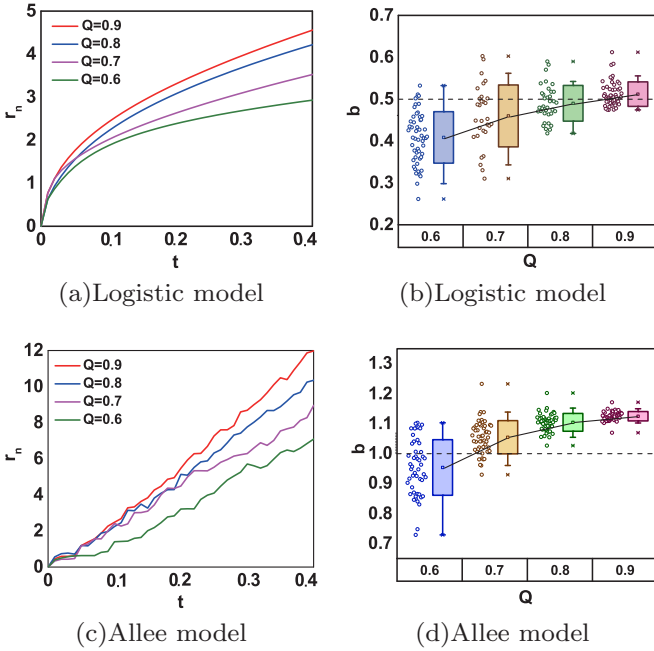 5
4
3
2
1
0
r_n
Q=0.9
Q=0.8
Q=0.7
Q=0.6
0 0.1 0.2 0.3 0.4
t
(a)Logistic model
0.7
0.6
0.5
0.4
0.3
0.2
b
0.6 0.7 0.8 0.9
Q
(b)Logistic model
12
10
8
6
4
2
0
r_n
Q=0.9
Q=0.8
Q=0.7
Q=0.6
0 0.1 0.2 0.3 0.4
t
(c)Allee model
1.3
1.2
1.1
1.0
0.9
0.8
0.7
b
0.6 0.7 0.8 0.9
Q
(d)Allee model